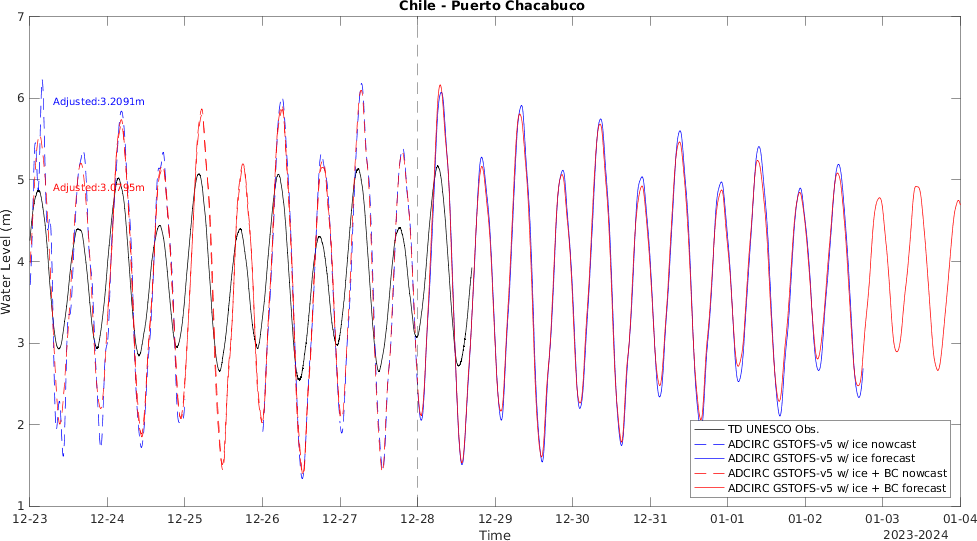 Chile - Puerto Chacabuco
7
6
5
4
3
2
1
Water Level (m)
Adjusted:3.2091m
Adjusted:3.0795m
TD UNESCO Obs.
ADCIRC GSTOFS-v5 w/ ice nowcast
ADCIRC GSTOFS-v5 w/ ice forecast
ADCIRC GSTOFS-v5 w/ ice + BC nowcast
ADCIRC GSTOFS-v5 w/ ice + BC forecast
12-23 12-24 12-25 12-26 12-27 12-28 12-29 12-30 12-31 01-01 01-02 01-03 01-04
Time
2023-2024